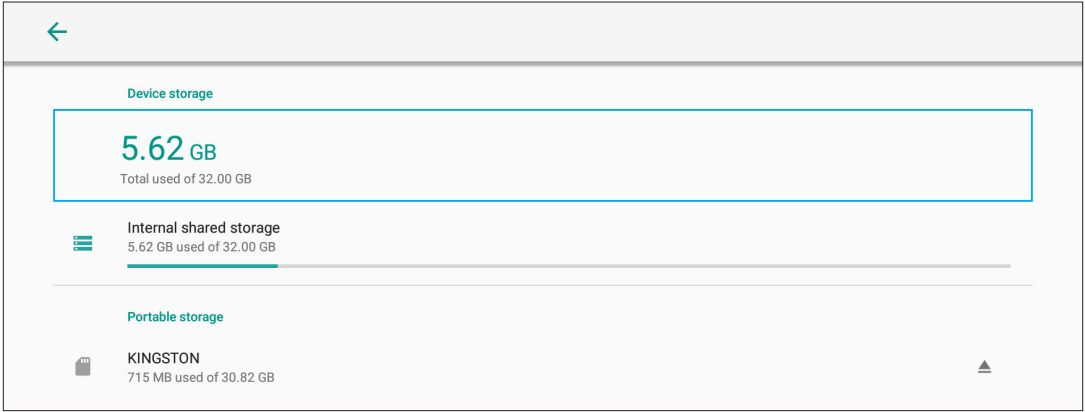 Device storage
5.62 GB
Total used of 32.00 GB
Internal shared storage
5.62 GB used of 32.00 GB
Portable storage
KINGSTON
715 MB used of 30.82 GB